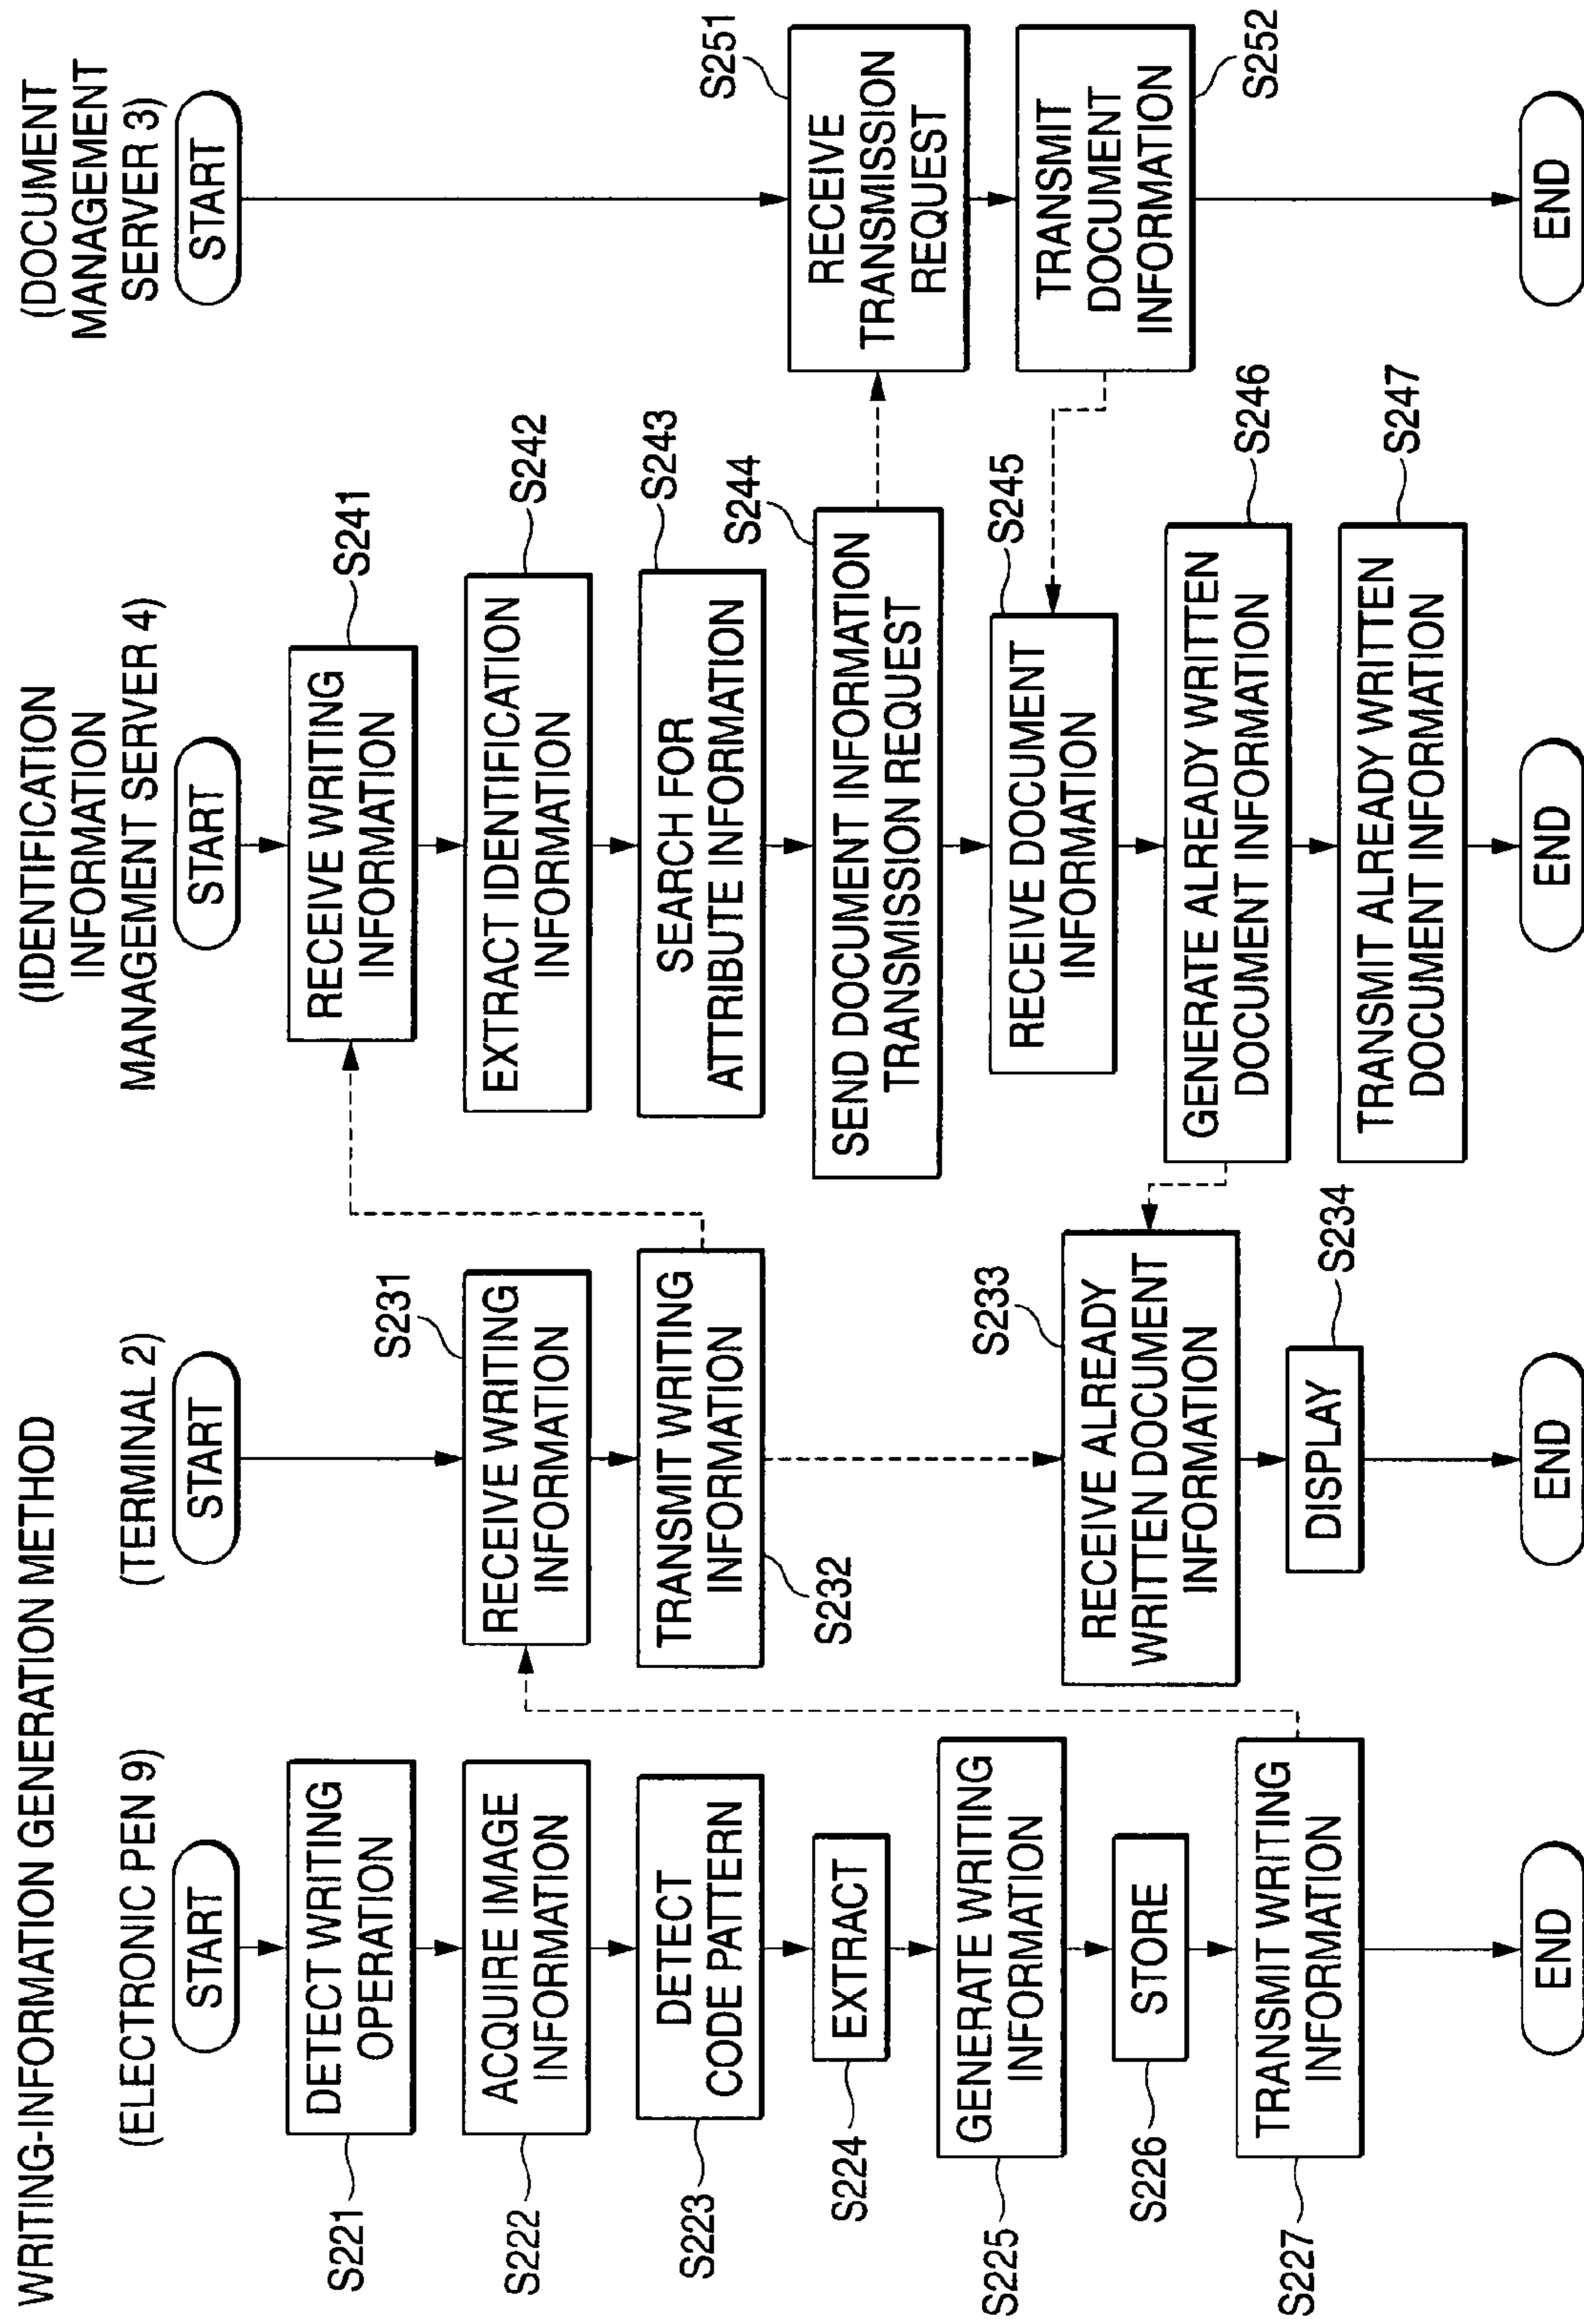 WRITING-INFORMATION GENERATION METHOD
(ELECTRONIC PEN 9)
START
DETECT WRITING
OPERATION
S221
ACQUIRE IMAGE
INFORMATION
S222
DETECT
CODE PATTERN
S223
EXTRACT
S224
GENERATE WRITING
INFORMATION
S225
STORE
S226
TRANSMIT WRITING
INFORMATION
S227
END
(TERMINAL 2)
START
S231
RECEIVE WRITING
INFORMATION
TRANSMIT WRITING
INFORMATION
S232
S233
RECEIVE ALREADY
WRITTEN DOCUMENT
INFORMATION
S234
DISPLAY
END
(IDENTIFICATION
INFORMATION
MANAGEMENT SERVER 4)
START
S241
RECEIVE WRITING
INFORMATION
S242
EXTRACT IDENTIFICATION
INFORMATION
S243
SEARCH FOR
ATTRIBUTE INFORMATION
S244
SEND DOCUMENT INFORMATION
TRANSMISSION REQUEST
S245
RECEIVE DOCUMENT
INFORMATION
S246
GENERATE ALREADY WRITTEN
DOCUMENT INFORMATION
S247
TRANSMIT ALREADY WRITTEN
DOCUMENT INFORMATION
END
(DOCUMENT
MANAGEMENT
SERVER 3)
START
S251
RECEIVE
TRANSMISSION
REQUEST
TRANSMIT
DOCUMENT
INFORMATION
S252
END